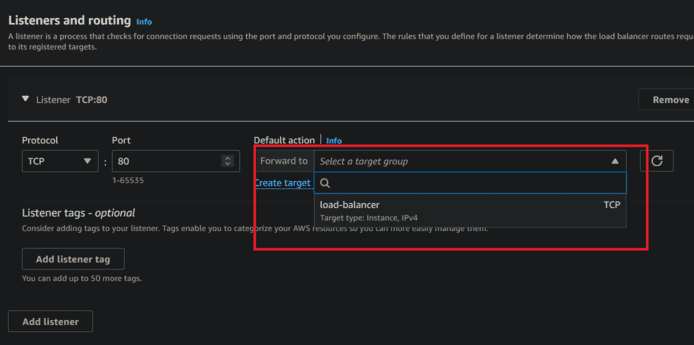 Listeners and routing Info
A listener is a process that checks for connection requests using the port and protocol you configure. The rules that you define for a listener determine how the load balancer routes requ
to its registered targets.
Listener TCP:80
Remove
Protocol Port Default action | Info
TCP : 80 Forward to Select a target group
1-65535 Create target
load-balancer TCP
Target type: Instance, IPv4
Listener tags - optional
Consider adding tags to your listener. Tags enable you to categorize your AWS resources so you can more easily manage them.
Add listener tag
You can add up to 50 more tags.
Add listener